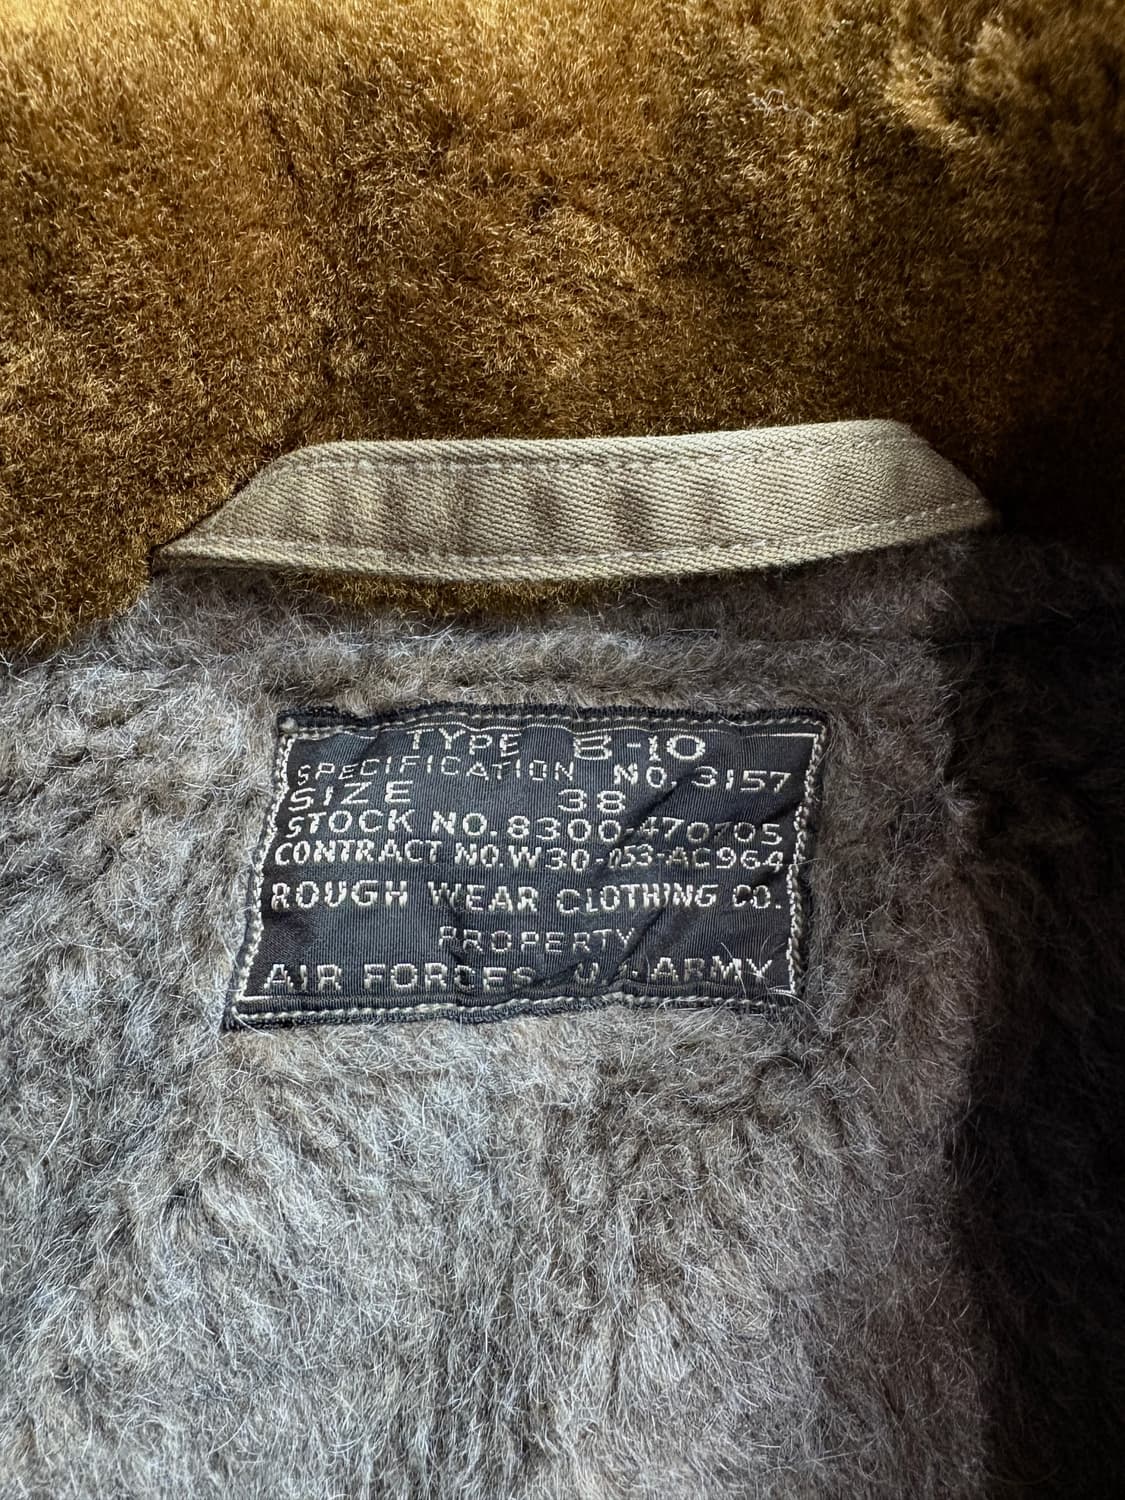 TYPE B-10
SPECIFICATION NO. 3157
SIZE 38
STOCK NO. 8300-470705
CONTRACT NO. W30-053-AC964
ROUGH WEAR CLOTHING CO.
PROPERTY
AIR FORCES U.S. ARMY